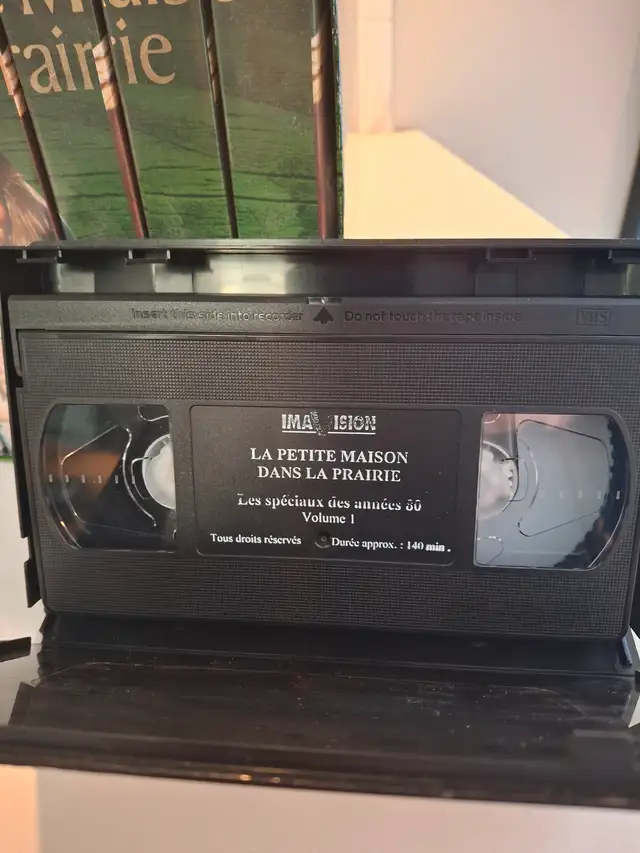 rairie
Insert this side into recorder
Do not touch the tape inside
VHS
IMAVISION
LA PETITE MAISON
DANS LA PRAIRIE
Les spéciaux des années 80
Volume 1
Tous droits réservés
Durée approx. : 140 min.